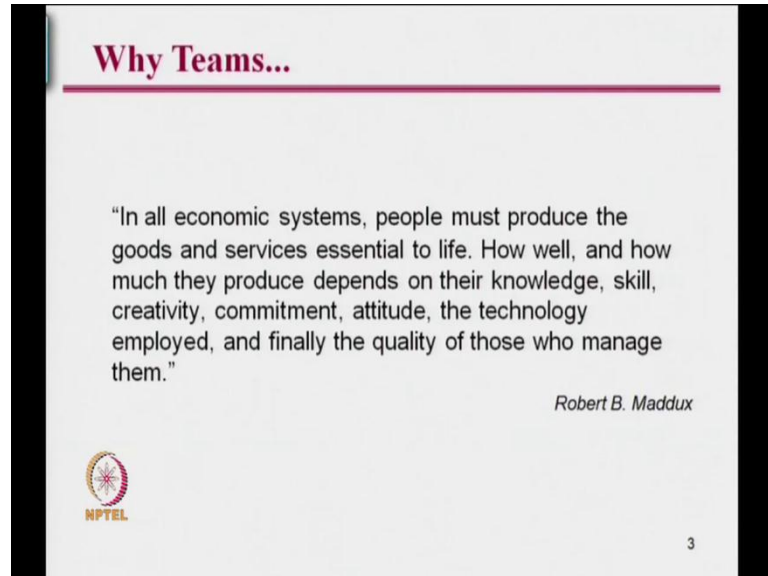 Why Teams...
“In all economic systems, people must produce the
goods and services essential to life. How well, and how
much they produce depends on their knowledge, skill,
creativity, commitment, attitude, the technology
employed, and finally the quality of those who manage
them.”
Robert B. Maddux
NPTEL
3